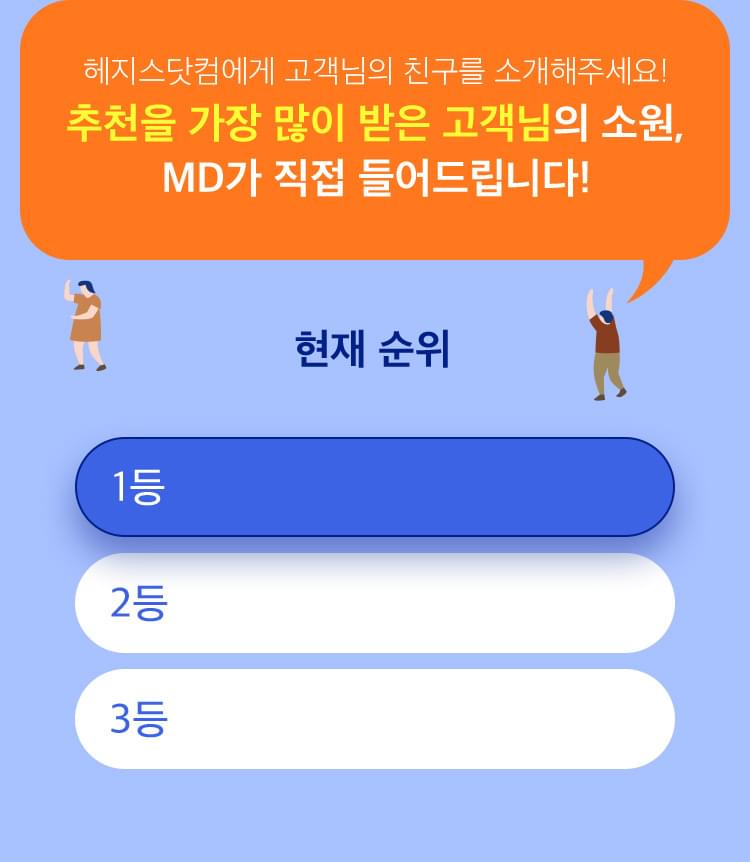 헤지스닷컴에게 고객님의 친구를 소개해주세요!
추천을 가장 많이 받은 고객님의 소원,
MD가 직접 들어드립니다!
현재 순위
1등
2등
3등